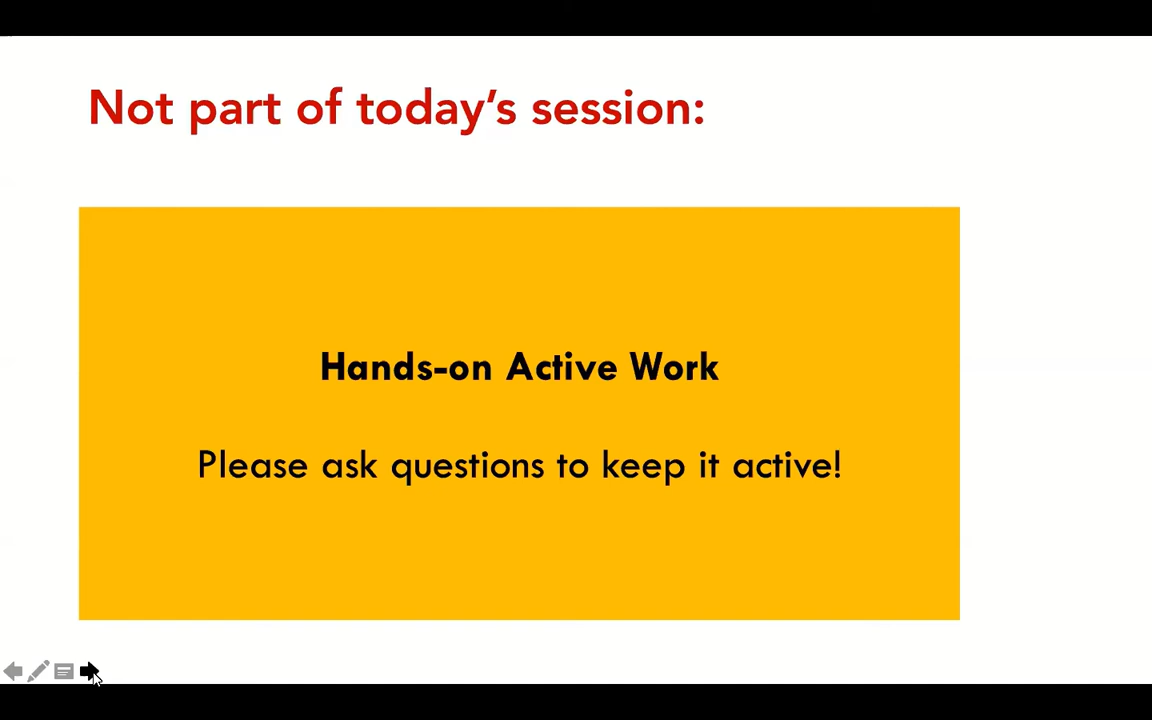 Not part of today’s session:
Hands-on Active Work
Please ask questions to keep it active!